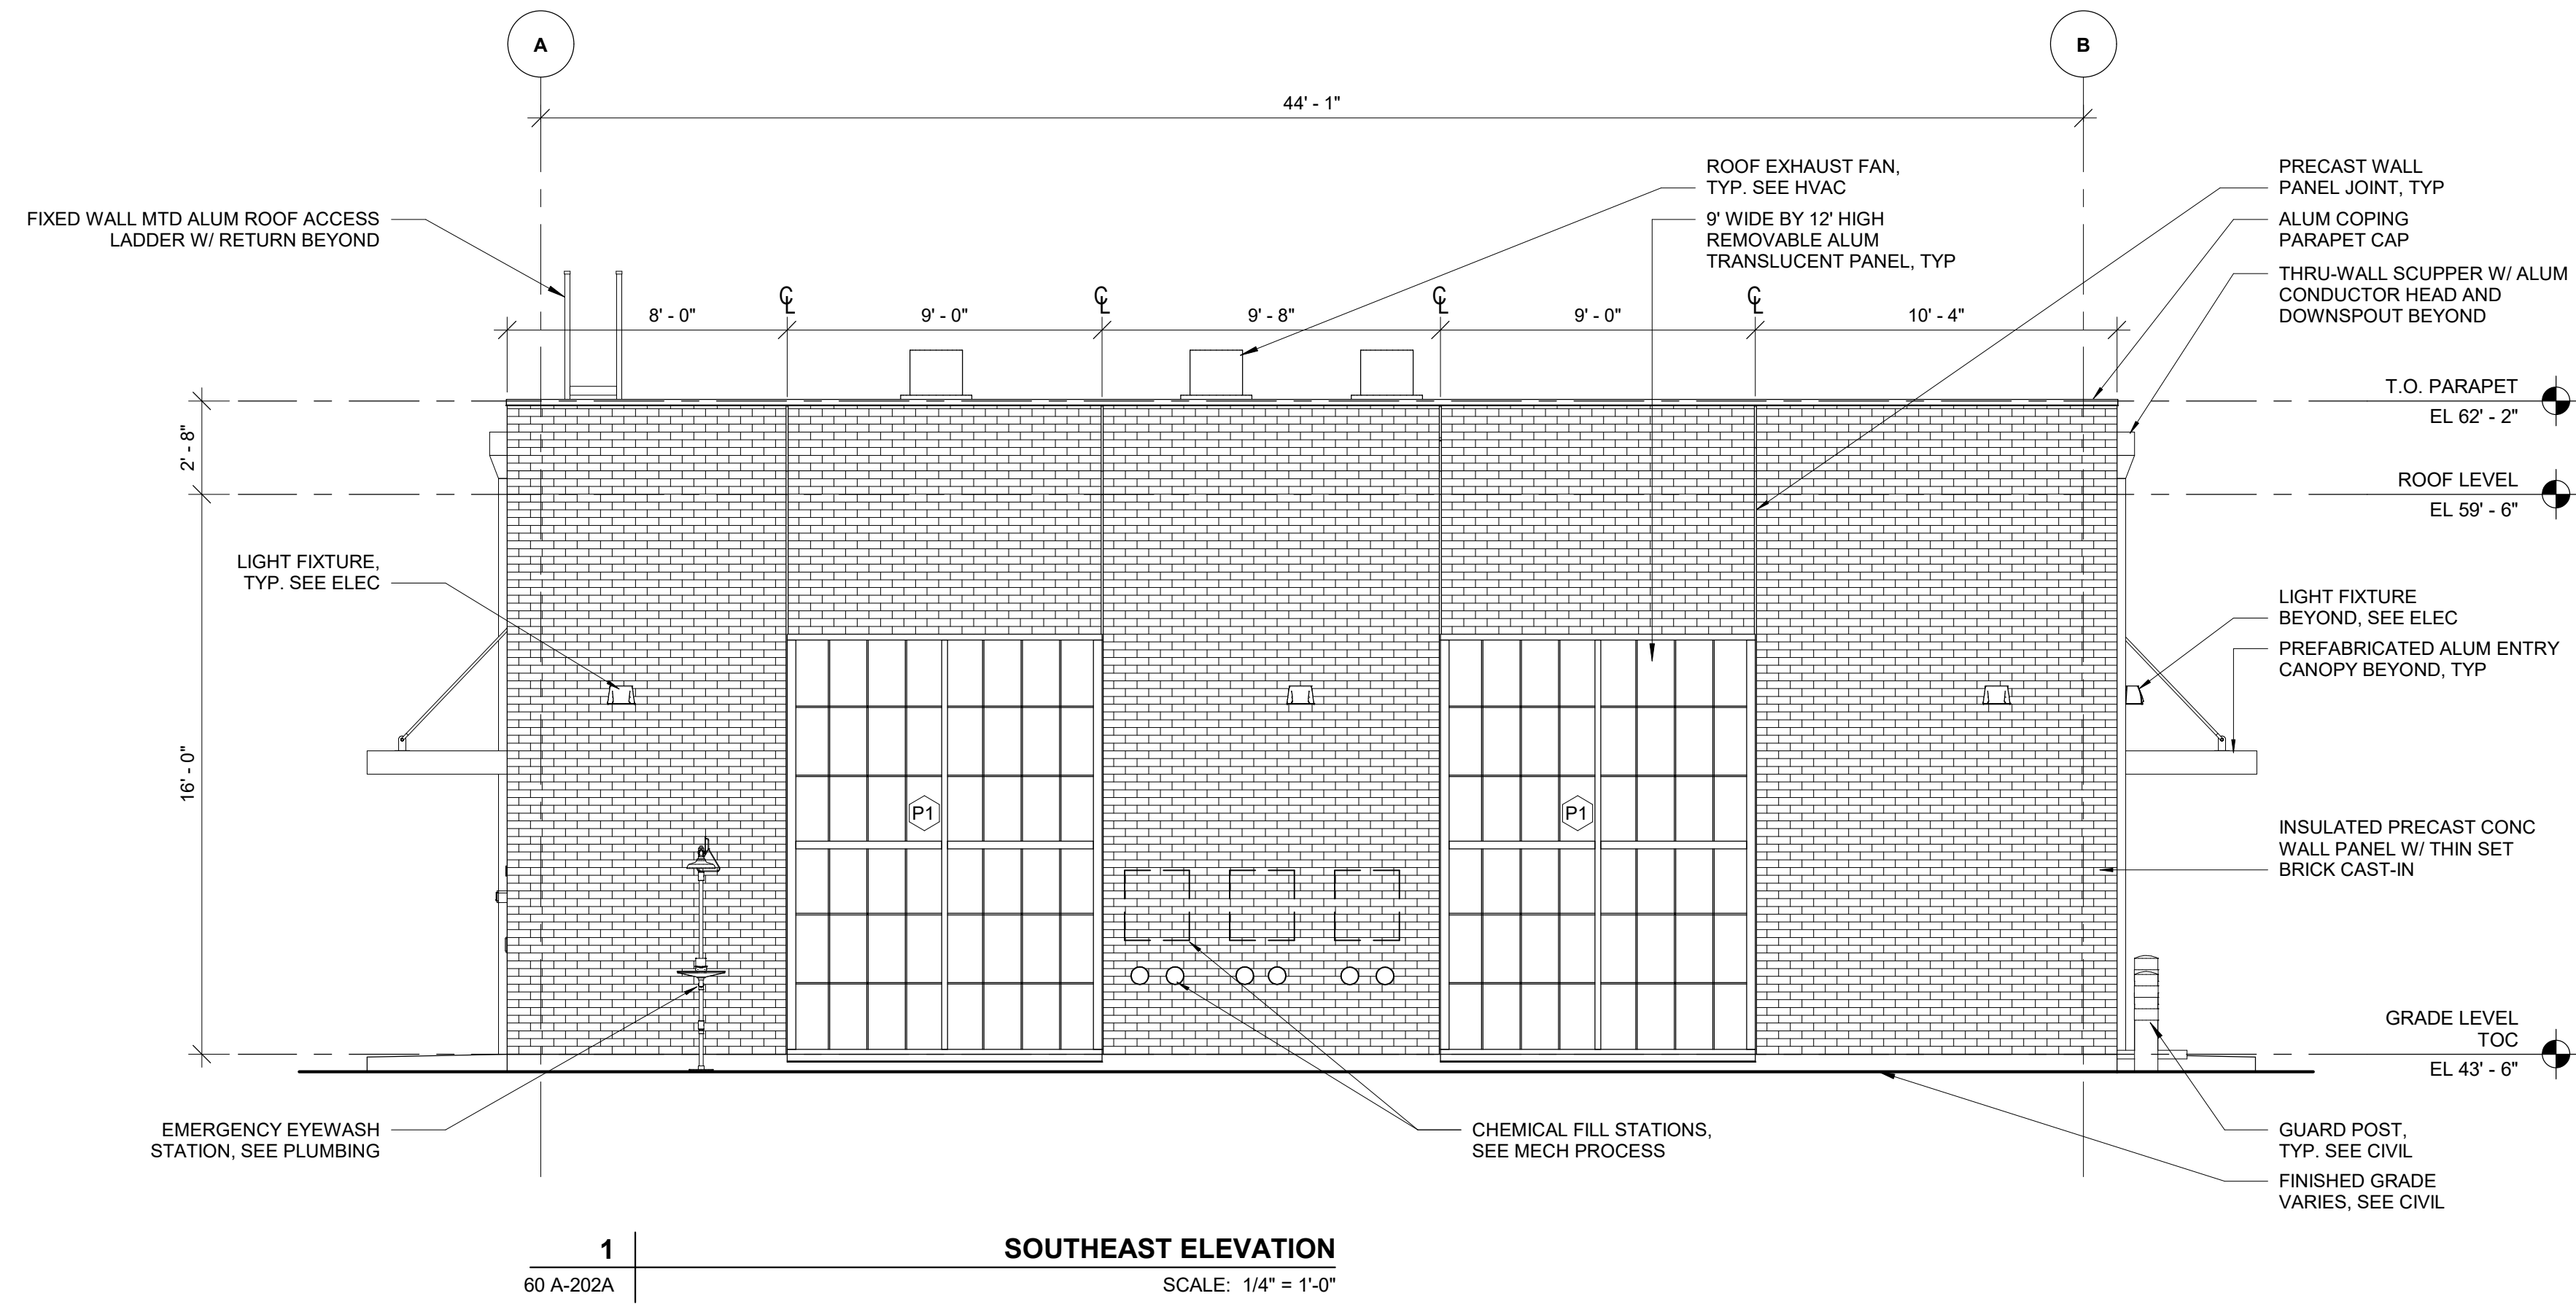 A
B
44' - 1"
ROOF EXHAUST FAN,
TYP. SEE HVAC
9' WIDE BY 12' HIGH
REMOVABLE ALUM
TRANSLUCENT PANEL, TYP
PRECAST WALL
PANEL JOINT, TYP
ALUM COPING
PARAPET CAP
THRU-WALL SCUPPER W/ ALUM
CONDUCTOR HEAD AND
DOWNSPOUT BEYOND
FIXED WALL MTD ALUM ROOF ACCESS
LADDER W/ RETURN BEYOND
CL
CL
CL
CL
8' - 0"
9' - 0"
9' - 8"
9' - 0"
10' - 4"
T.O. PARAPET
EL 62' - 2"
2' - 8"
ROOF LEVEL
EL 59' - 6"
LIGHT FIXTURE,
TYP. SEE ELEC
LIGHT FIXTURE
BEYOND, SEE ELEC
PREFABRICATED ALUM ENTRY
CANOPY BEYOND, TYP
16' - 0"
P1
P1
INSULATED PRECAST CONC
WALL PANEL W/ THIN SET
BRICK CAST-IN
GRADE LEVEL
TOC
EL 43' - 6"
EMERGENCY EYEWASH
STATION, SEE PLUMBING
CHEMICAL FILL STATIONS,
SEE MECH PROCESS
GUARD POST,
TYP. SEE CIVIL
FINISHED GRADE
VARIES, SEE CIVIL
1
SOUTHEAST ELEVATION
60 A-202A
SCALE: 1/4" = 1'-0"